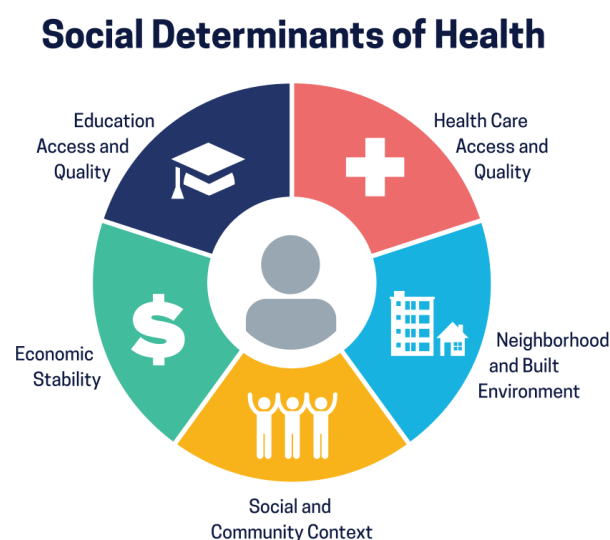 Social Determinants of Health
Education
Access and
Quality
Health Care
Access and
Quality
Neighborhood
and Built
Environment
Social and
Community Context
Economic
Stability
$